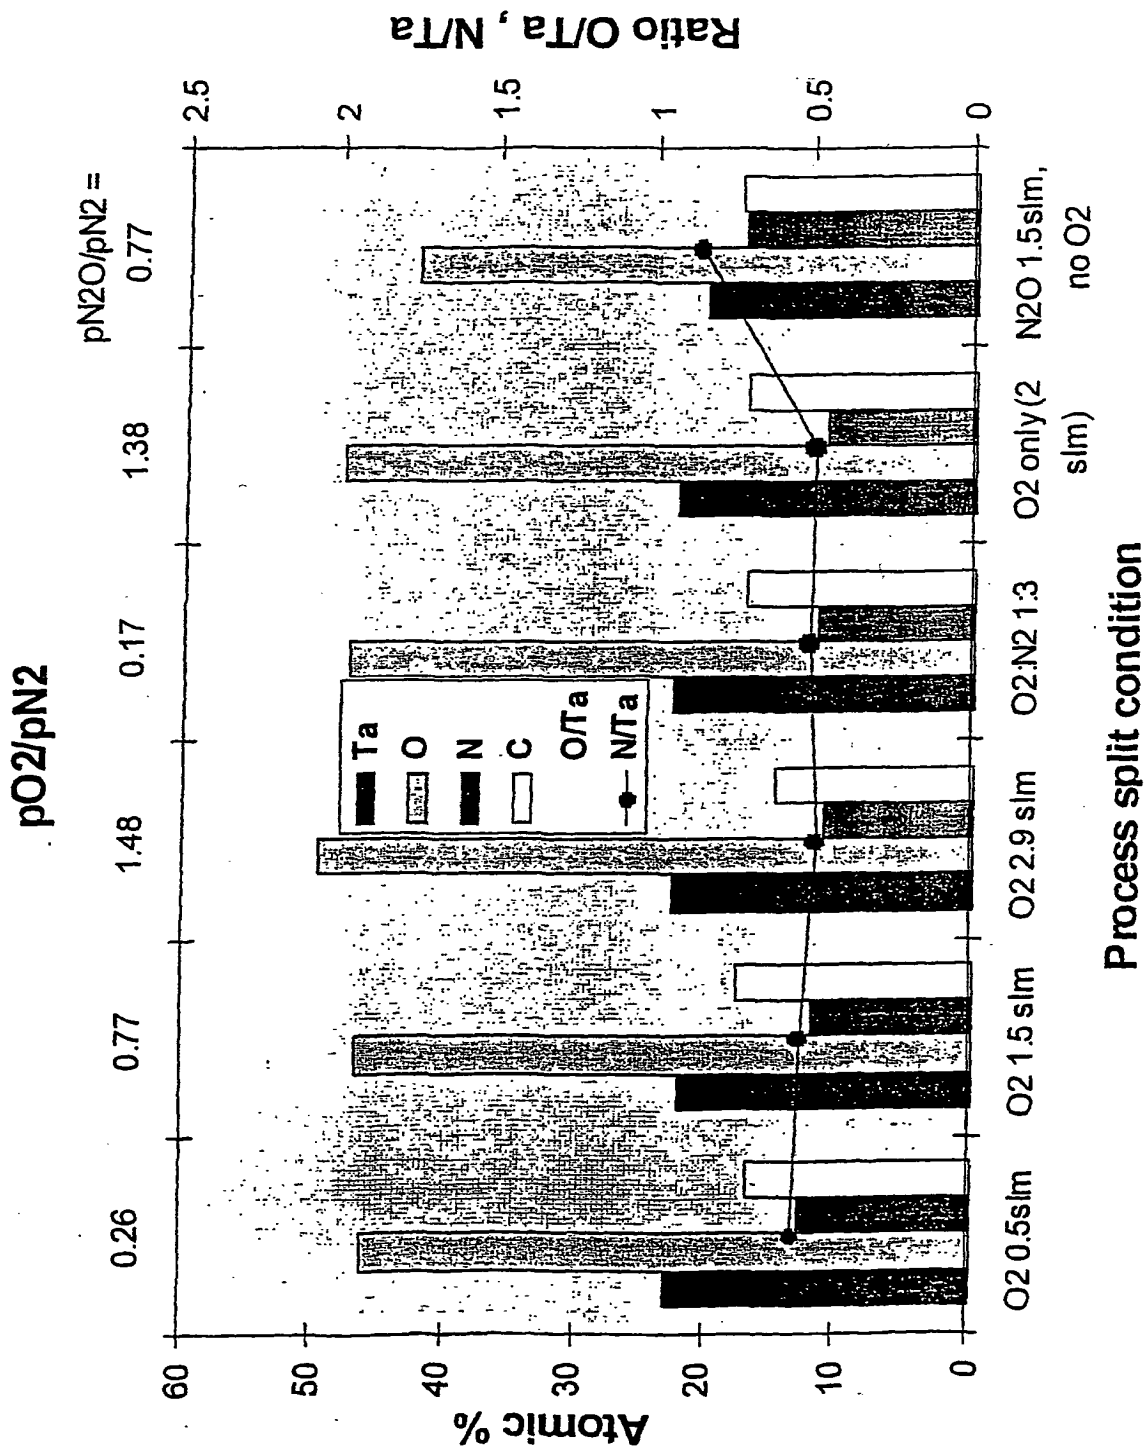 pO2/pN2
pN2O/pN2 =
0.26 0.77 1.48 0.17 1.38 0.77
60
50
40
30
20
10
0
Atomic %
2.5
2
1.5
1
0.5
0
Ratio O/Ta , N/Ta
Ta
O
N
C
O/Ta
N/Ta
O2 0.5slm
O2 1.5 slm
O2 2.9 slm
O2:N2 1:3
O2 only(2
slm)
N2O 1.5slm,
no O2
Process split condition